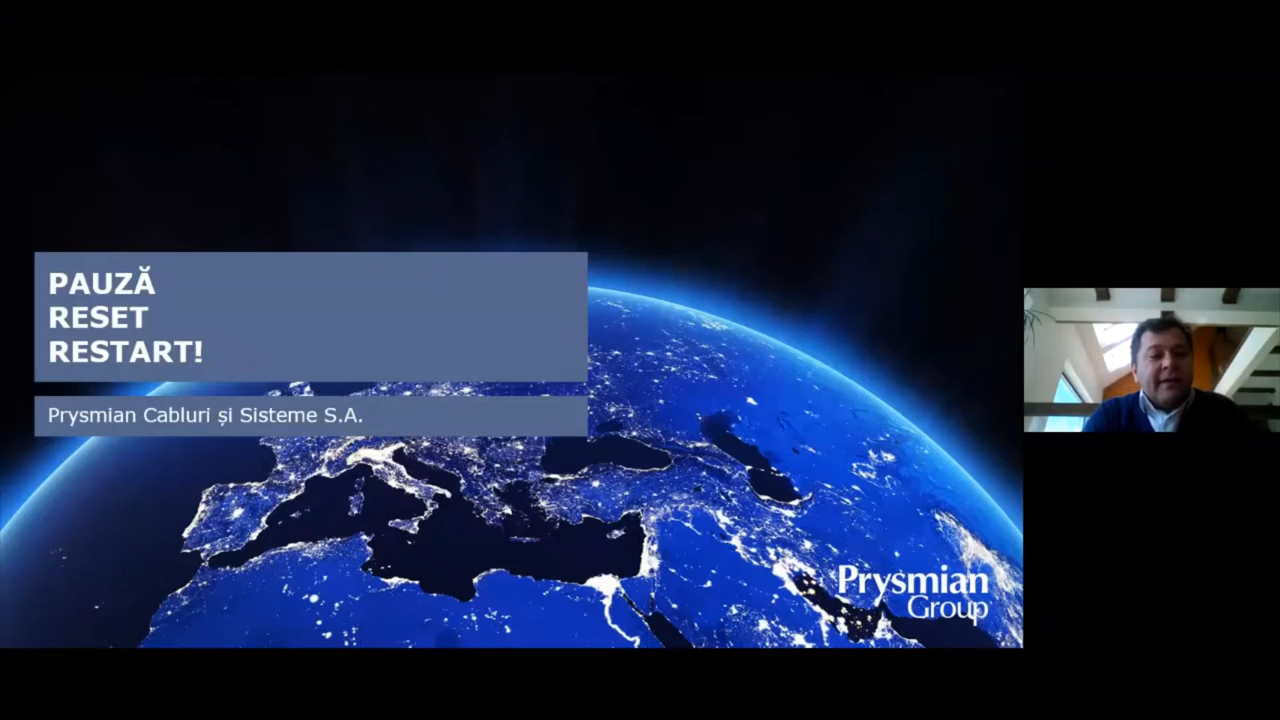 PAUZĂ
RESET
RESTART!
Prysmian Cabluri și Sisteme S.A.
Prysmian
Group